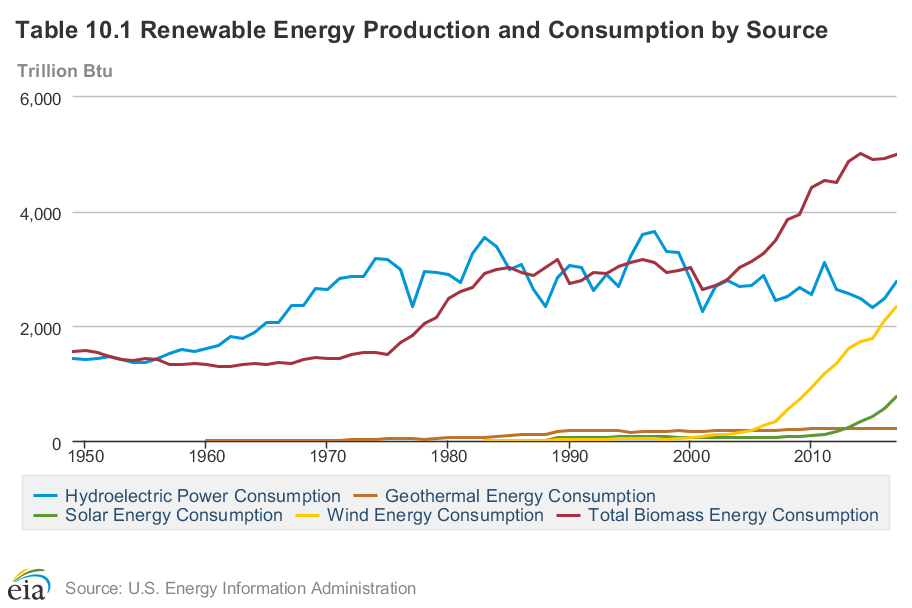 Table 10.1 Renewable Energy Production and Consumption by Source
Trillion Btu
6,000
4,000
2,000
0
1950 1960 1970 1980 1990 2000 2010
Hydroelectric Power Consumption Geothermal Energy Consumption
Solar Energy Consumption Wind Energy Consumption Total Biomass Energy Consumption
eia Source: U.S. Energy Information Administration